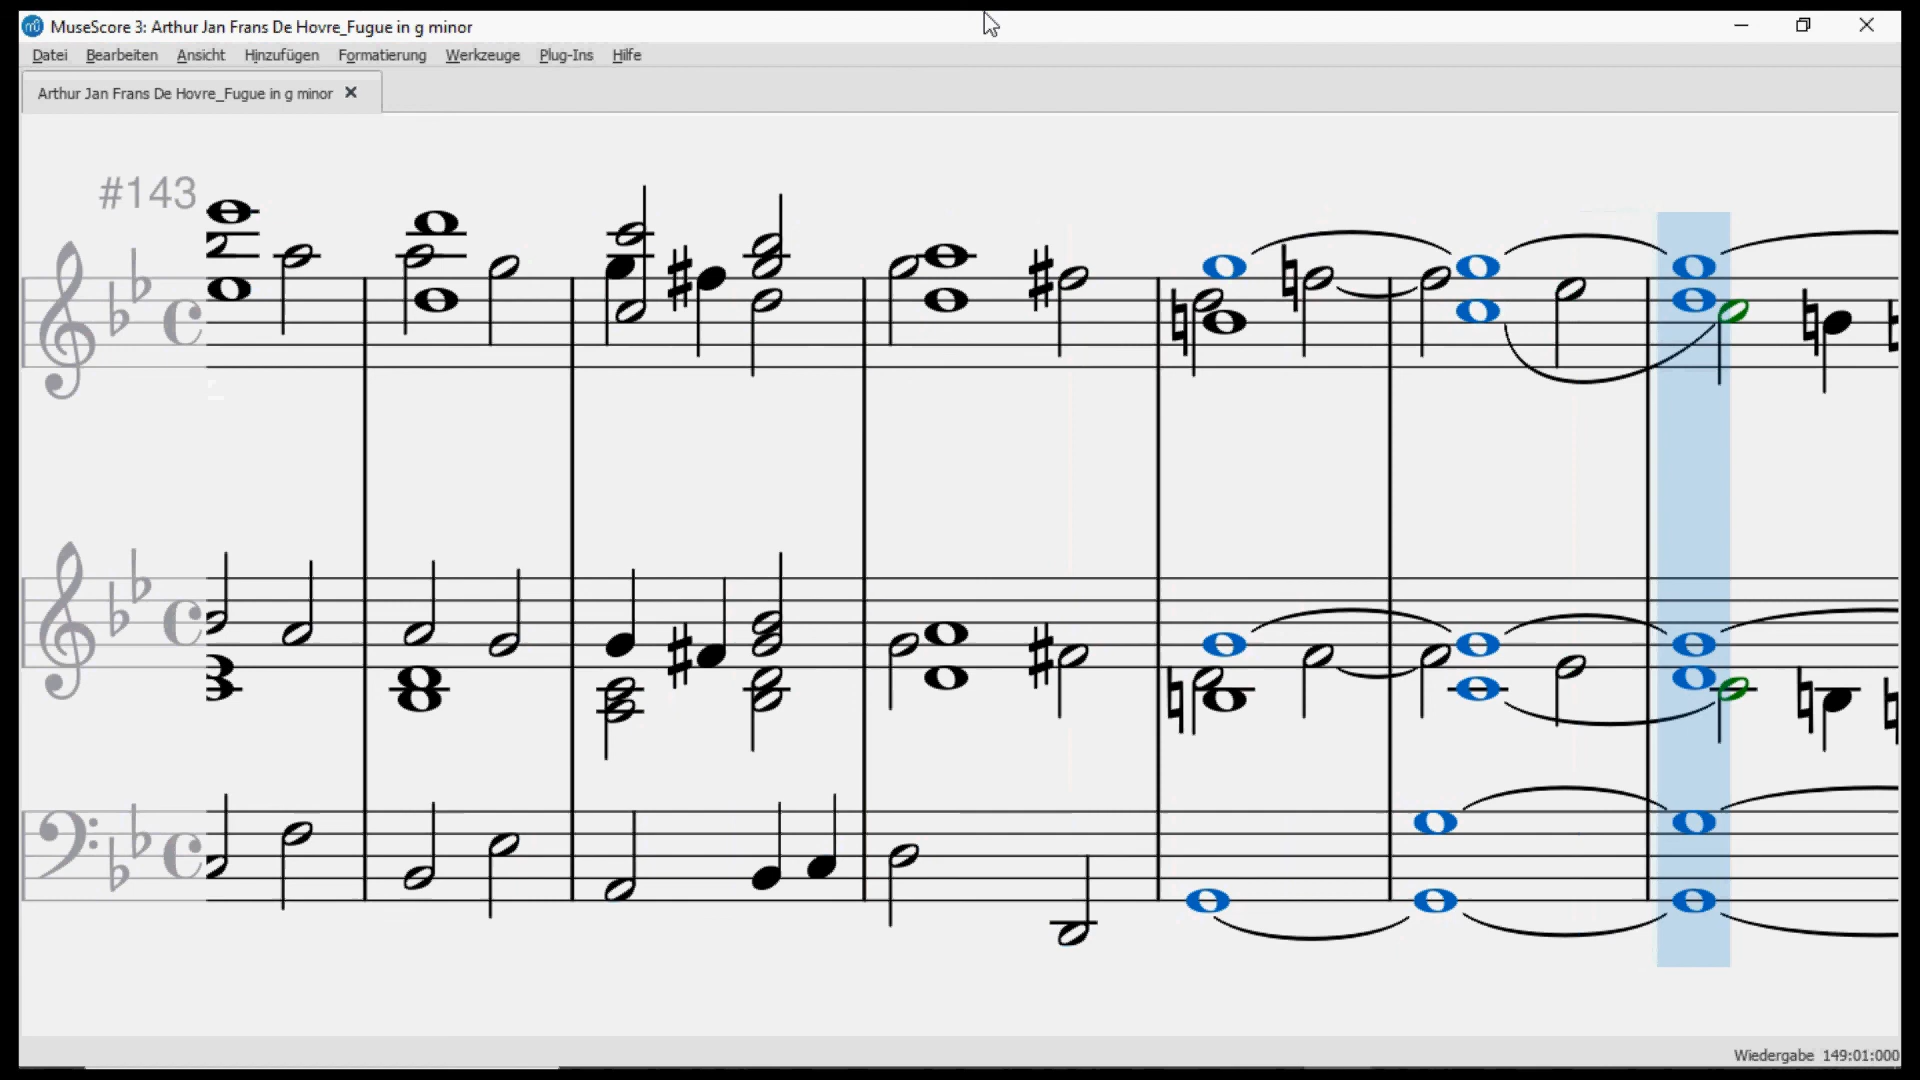 MuseScore 3: Arthur Jan Frans De Hovre_Fugue in g minor
Datei Bearbeiten Ansicht Hinzufügen Formatierung Werkzeuge Plug-Ins Hilfe
Arthur Jan Frans De Hovre_Fugue in g minor
#143
Wiedergabe 149:01:000